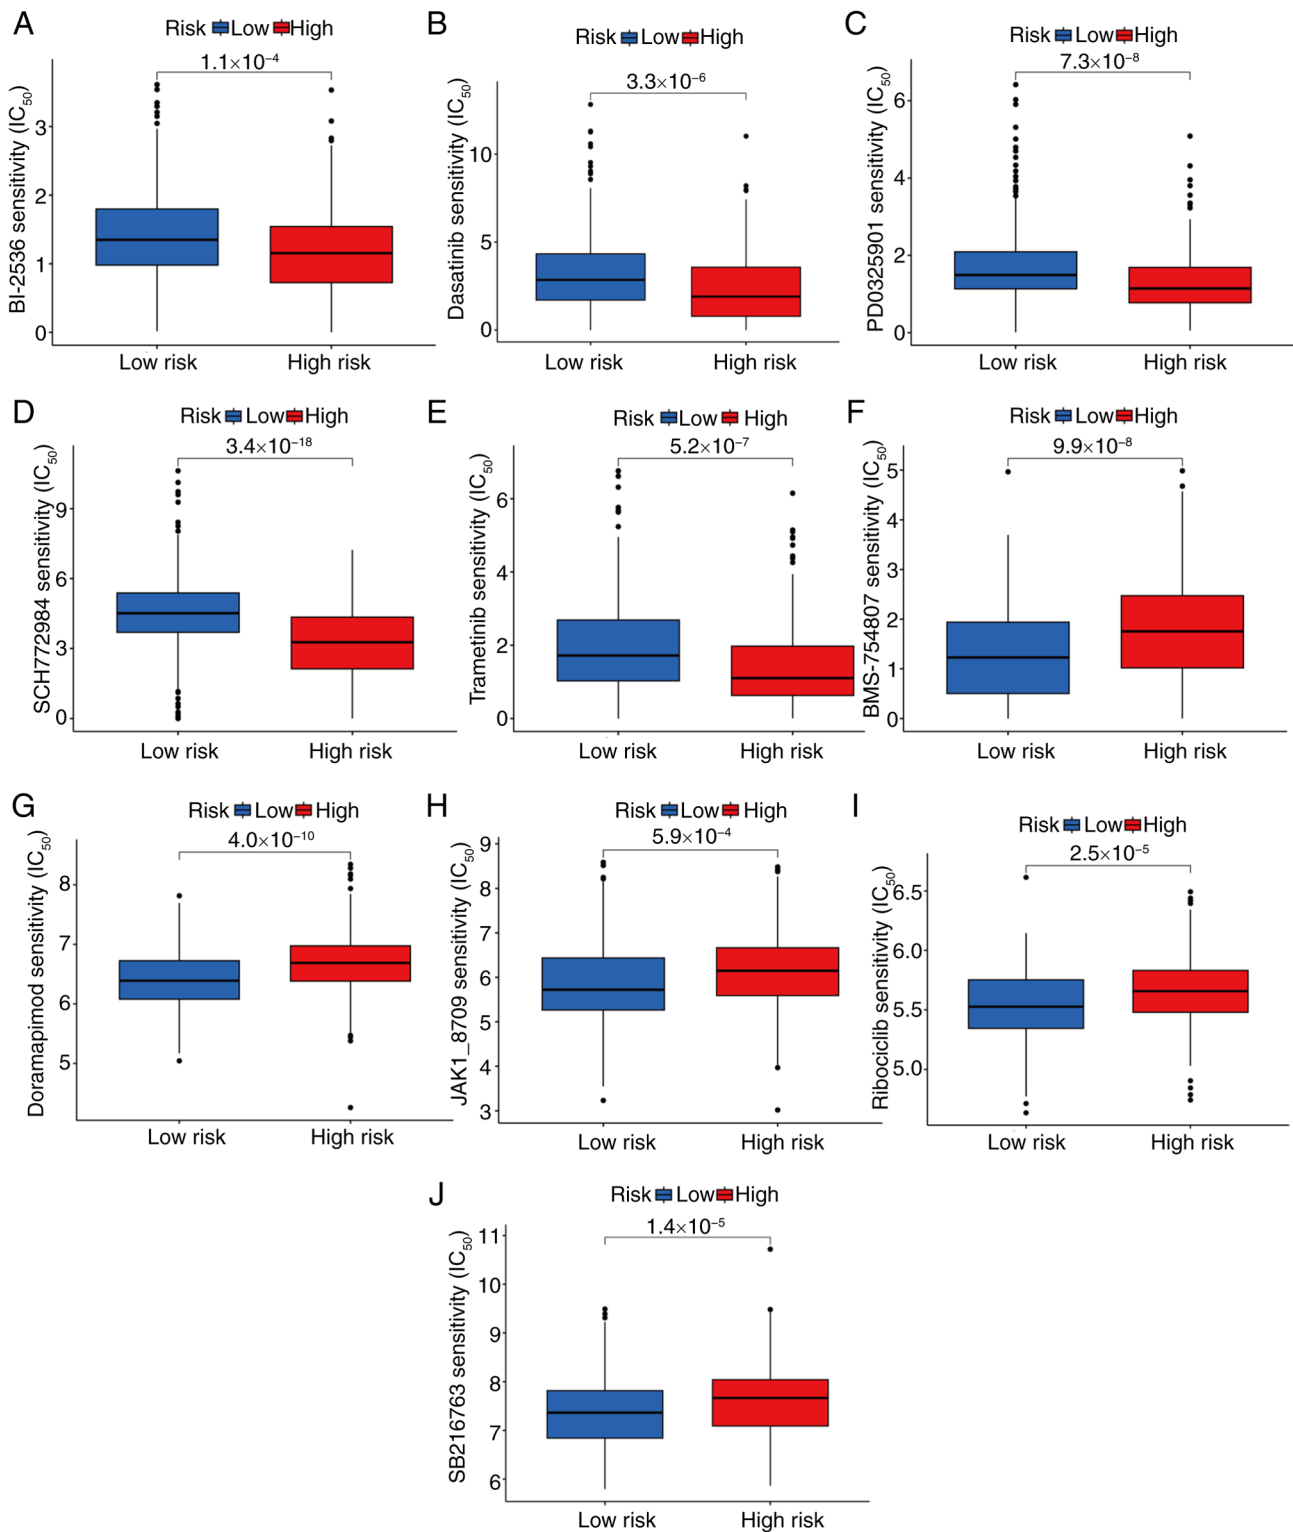 A
Risk Low High
1.1×10⁻⁴
BI-2536 sensitivity (IC₅₀)
3
2
1
0
Low risk High risk
B
Risk Low High
3.3×10⁻⁶
Dasatinib sensitivity (IC₅₀)
10
5
0
Low risk High risk
C
Risk Low High
7.3×10⁻⁸
PD0325901 sensitivity (IC₅₀)
6
4
2
0
Low risk High risk
D
Risk Low High
3.4×10⁻¹⁸
SCH772984 sensitivity (IC₅₀)
9
6
3
0
Low risk High risk
E
Risk Low High
5.2×10⁻⁷
Trametinib sensitivity (IC₅₀)
6
4
2
0
Low risk High risk
F
Risk Low High
9.9×10⁻⁸
BMS-754807 sensitivity (IC₅₀)
5
4
3
2
1
0
Low risk High risk
G
Risk Low High
4.0×10⁻¹⁰
Doramapimod sensitivity (IC₅₀)
8
7
6
5
Low risk High risk
H
Risk Low High
5.9×10⁻⁴
JAK1_8709 sensitivity (IC₅₀)
9
8
7
6
5
4
3
Low risk High risk
I
Risk Low High
2.5×10⁻⁵
Ribociclib sensitivity (IC₅₀)
6.5
6.0
5.5
5.0
Low risk High risk
J
Risk Low High
1.4×10⁻⁵
SB216763 sensitivity (IC₅₀)
11
10
9
8
7
6
Low risk High risk